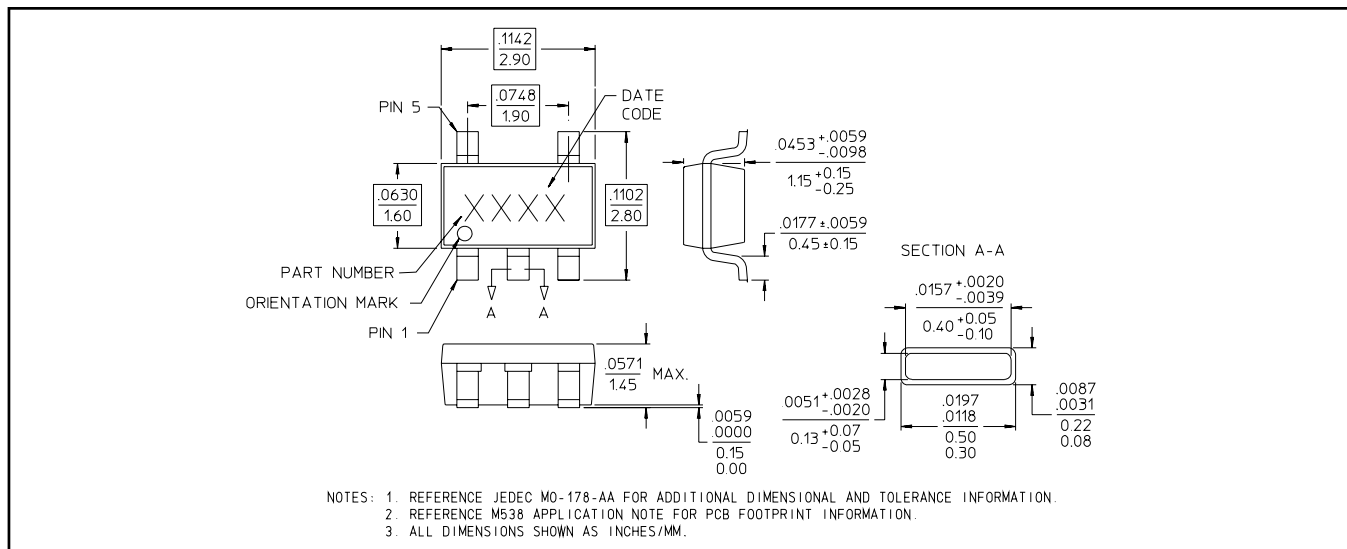 .1142
2.90
.0748
1.90
PIN 5
DATE
CODE
.0630
1.60
XXXX
.1102
2.80
.0453 +.0059
-.0098
1.15 +0.15
-0.25
.0177 ±.0059
0.45 ±0.15
PART NUMBER
ORIENTATION MARK
PIN 1
A A
SECTION A-A
.0157 +.0020
-.0039
0.40 +0.05
-0.10
.0571
1.45
MAX.
.0059
.0000
0.15
0.00
.0051 +.0028
-.0020
0.13 +0.07
-0.05
.0197
.0118
0.50
0.30
.0087
.0031
0.22
0.08
NOTES: 1. REFERENCE JEDEC MO-178-AA FOR ADDITIONAL DIMENSIONAL AND TOLERANCE INFORMATION.
2. REFERENCE M538 APPLICATION NOTE FOR PCB FOOTPRINT INFORMATION.
3. ALL DIMENSIONS SHOWN AS INCHES/MM.